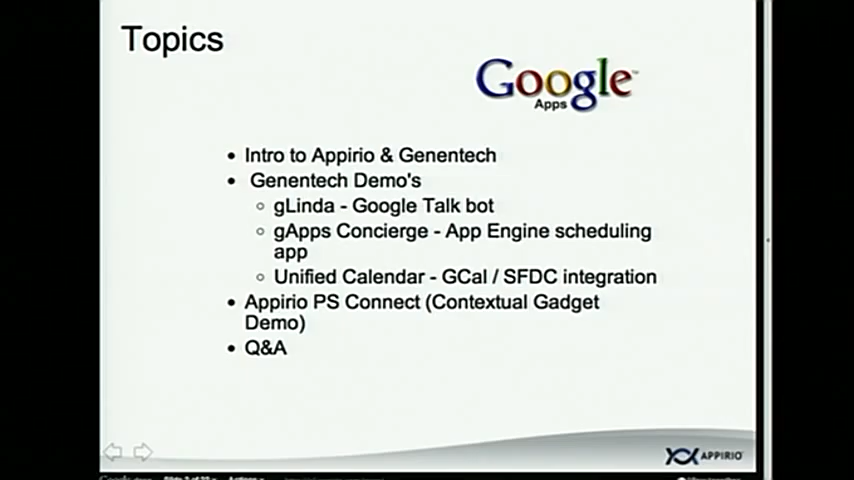 Topics
Google™
Apps
• Intro to Appirio & Genentech
• Genentech Demo's
○ gLinda - Google Talk bot
○ gApps Concierge - App Engine scheduling
app
○ Unified Calendar - GCal / SFDC integration
• Appirio PS Connect (Contextual Gadget
Demo)
• Q&A
APPIRIO